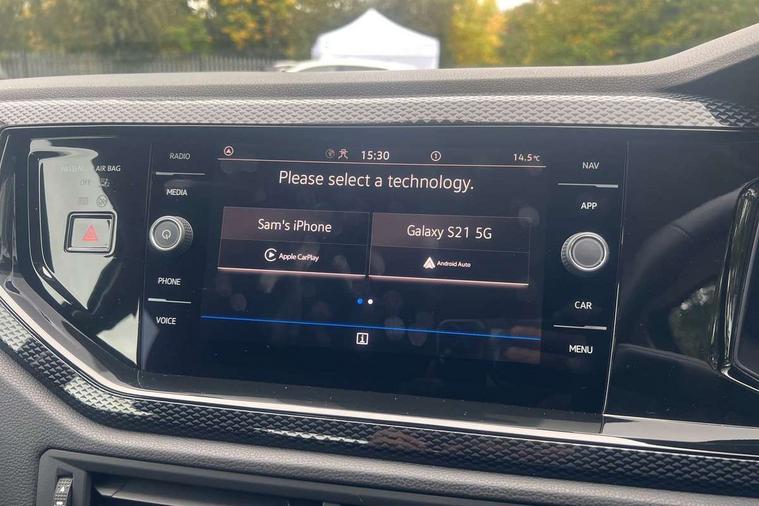 PASSENGER AIR BAG
OFF
RADIO
MEDIA
PHONE
VOICE
15:30
1
14.5°C
Please select a technology.
Sam's iPhone
Apple CarPlay
Galaxy S21 5G
Android Auto
i
NAV
APP
CAR
MENU